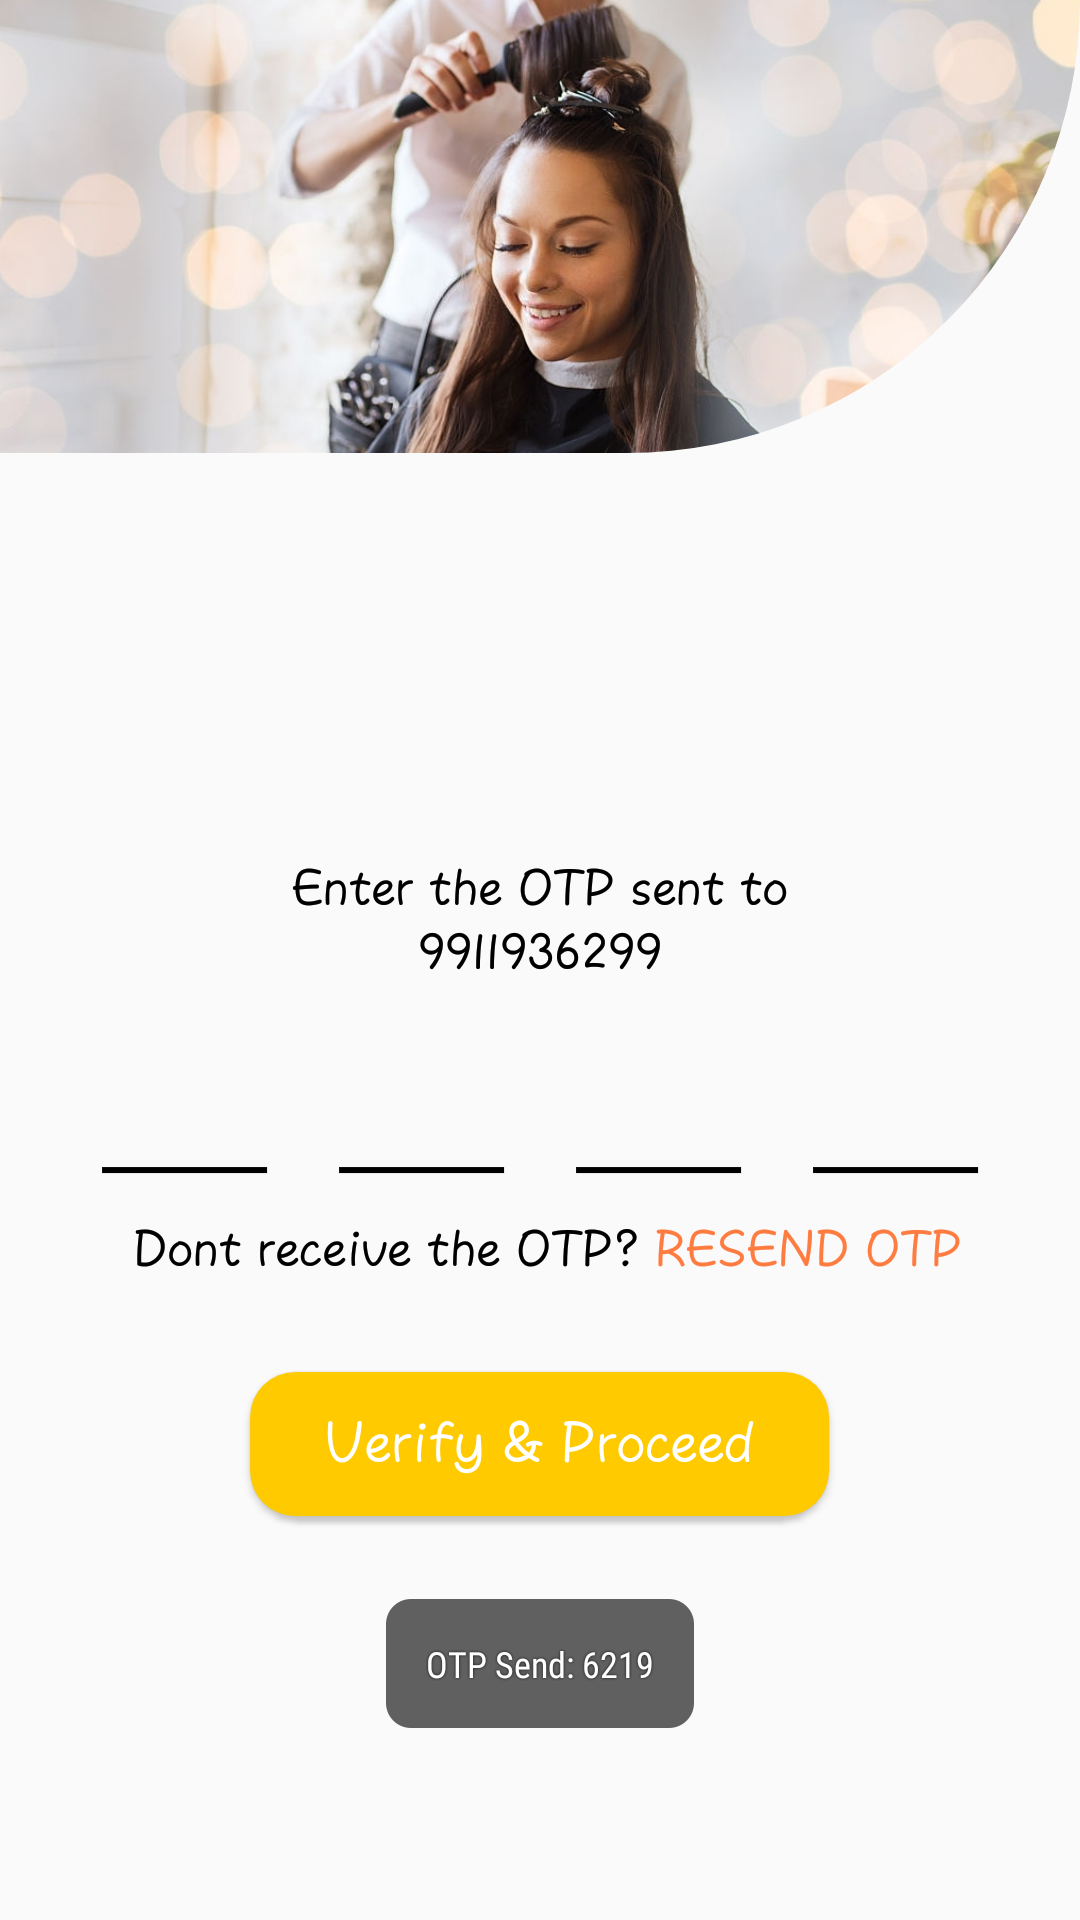 Enter the OTP sent to
9911936299
Dont receive the OTP? RESEND OTP
Verify & Proceed
OTP Send: 6219